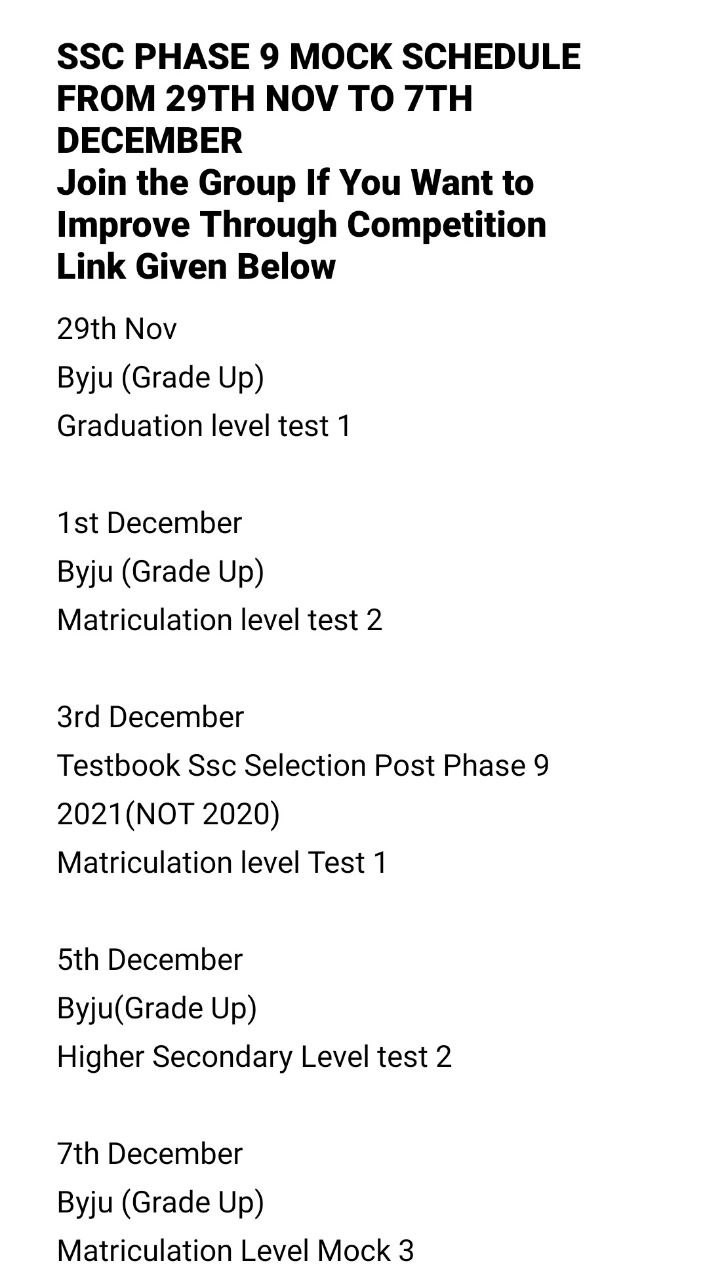 SSC PHASE 9 MOCK SCHEDULE
FROM 29TH NOV TO 7TH
DECEMBER
Join the Group If You Want to
Improve Through Competition
Link Given Below
29th Nov
Byju (Grade Up)
Graduation level test 1
1st December
Byju (Grade Up)
Matriculation level test 2
3rd December
Testbook Ssc Selection Post Phase 9
2021(NOT 2020)
Matriculation level Test 1
5th December
Byju(Grade Up)
Higher Secondary Level test 2
7th December
Byju (Grade Up)
Matriculation Level Mock 3